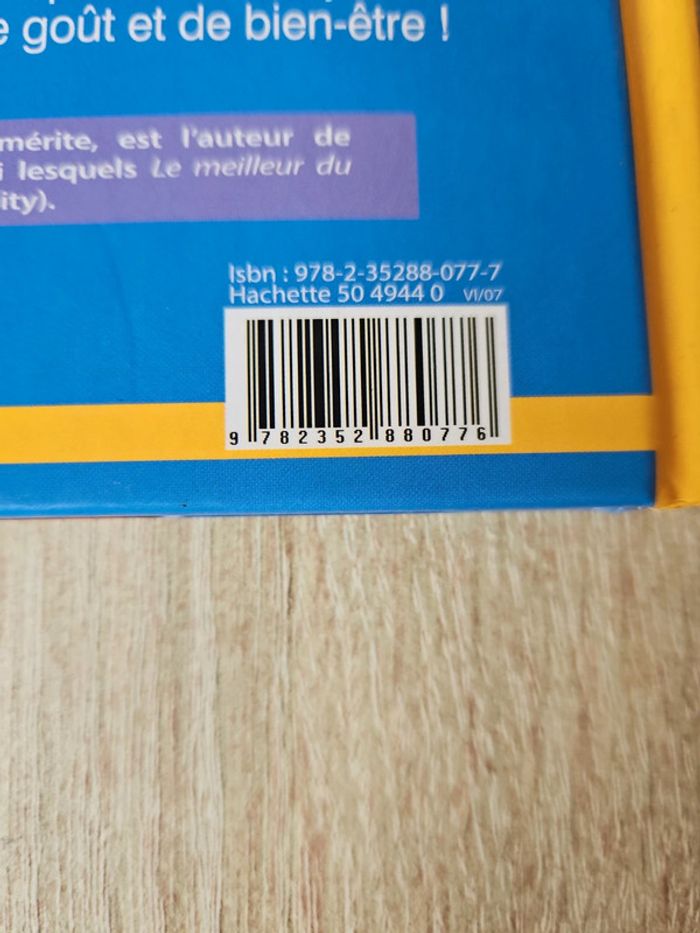 e goût et de bien-être !
mérite, est l'auteur de
i lesquels Le meilleur du
ity).
Isbn : 978-2-35288-077-7
Hachette 50 4944 0 VI/07
9 782352 880776